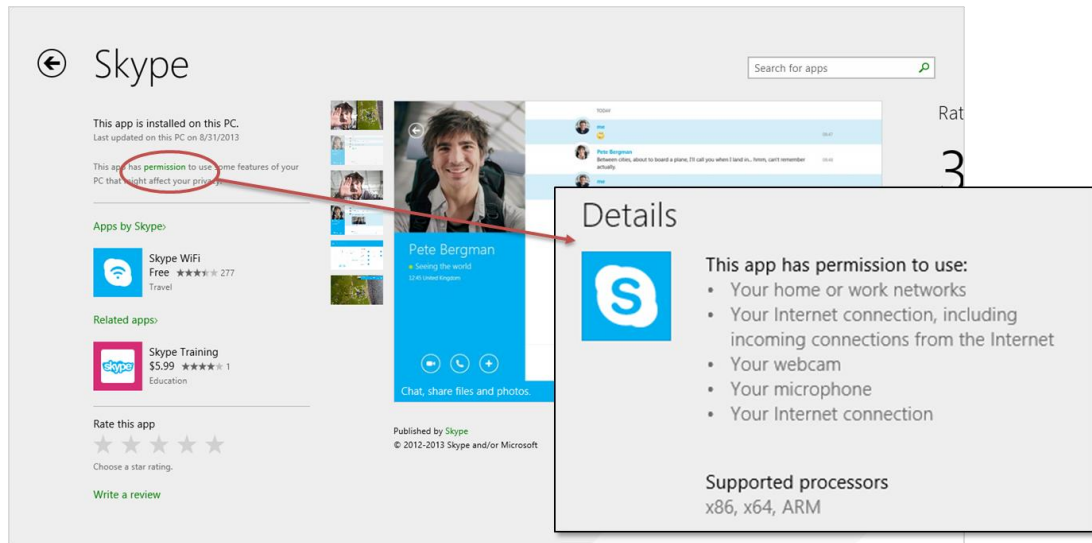 Skype
Search for apps
This app is installed on this PC.
Last updated on this PC on 8/31/2013
This app has permission to use some features of your
PC that might affect your privacy.
Apps by Skype›
Skype WiFi
Free 277
Travel
Related apps›
skype
Skype Training
$5.99 1
Education
Rate this app
Choose a star rating.
Write a review
TODAY
me
Pete Bergman
Between cities, about to board a plane, I'll call you when I land in.. hmm, can't remember
actually.
me
Pete Bergman
Seeing the world
12:45 United Kingdom
Chat, share files and photos.
Published by Skype
© 2012-2013 Skype and/or Microsoft
Rat
3
Details
S
This app has permission to use:
• Your home or work networks
• Your Internet connection, including
incoming connections from the Internet
• Your webcam
• Your microphone
• Your Internet connection
Supported processors
x86, x64, ARM